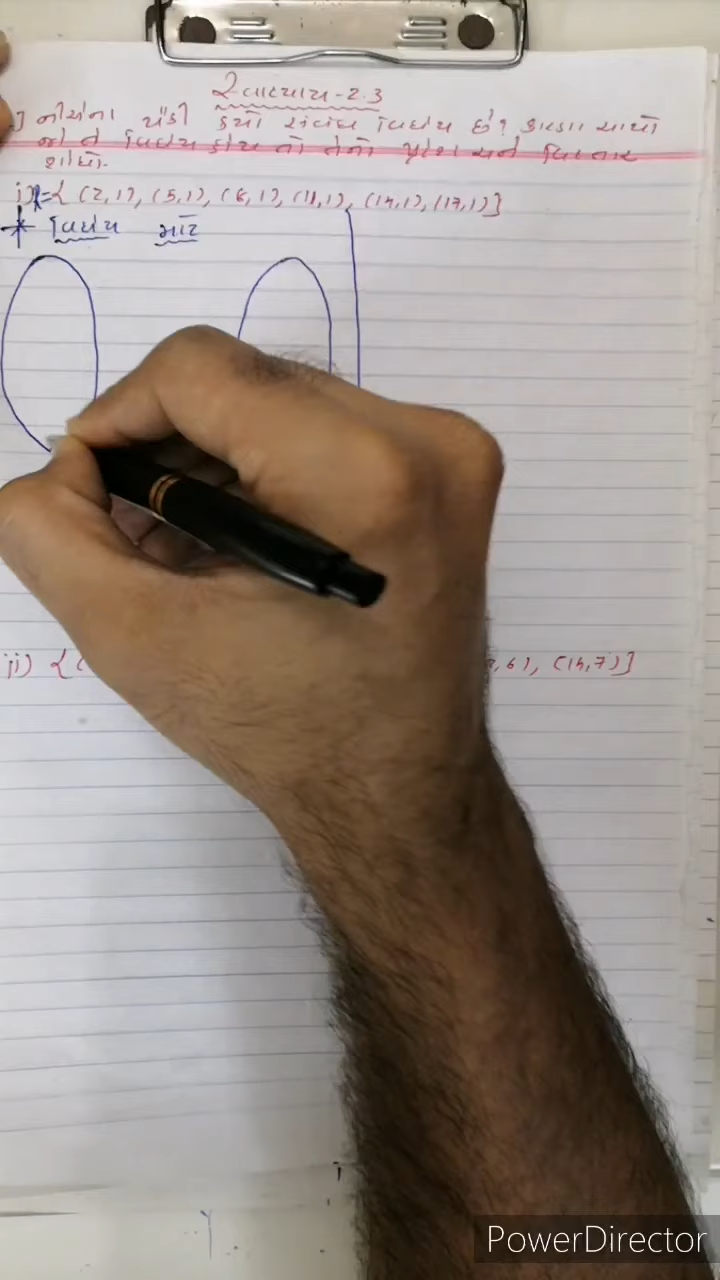 સ્વાધ્યાય-2.3
નીચેના પૈકી કયો સંબંધ વિધેય છે? કારણ આપો
જો તે વિધેય હોય તો તેનો પ્રદેશ અને વિસ્તાર
શોધો.
i) R={ (2,1), (5,1), (8,1), (11,1), (14,1), (17,1)}
* વિધેય માટે
ii) {(
,6), (14,7)}
PowerDirector